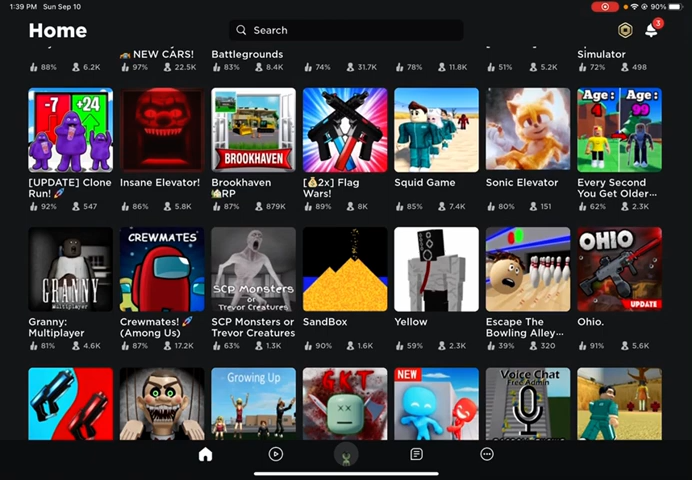 1:39 PM Sun Sep 10
90%
Home
Search
3
NEW CARS!
Battlegrounds
Simulator
88% 6.2K
97% 22.5K
83% 8.4K
74% 31.7K
78% 11.8K
51% 5.2K
72% 498
-7 +24
BROOKHAVEN
Age: Age:
4 99
[UPDATE] Clone
Run!
Insane Elevator!
Brookhaven
RP
[2x] Flag
Wars!
Squid Game
Sonic Elevator
Every Second
You Get Older...
92% 547
86% 5.8K
87% 879K
89% 8K
85% 7.4K
80% 151
62% 2.3K
GRANNY
Multiplayer
CREWMATES
SCP Monsters
or
Trevor Creatures
OHIO
UPDATE
Granny:
Multiplayer
Crewmates!
(Among Us)
SCP Monsters or
Trevor Creatures
SandBox
Yellow
Escape The
Bowling Alley...
Ohio.
81% 4.6K
87% 17.2K
63% 1.3K
90% 1.6K
59% 2.3K
39% 320
91% 5.6K
Growing Up
GKT
NEW
Voice Chat
Free Admin